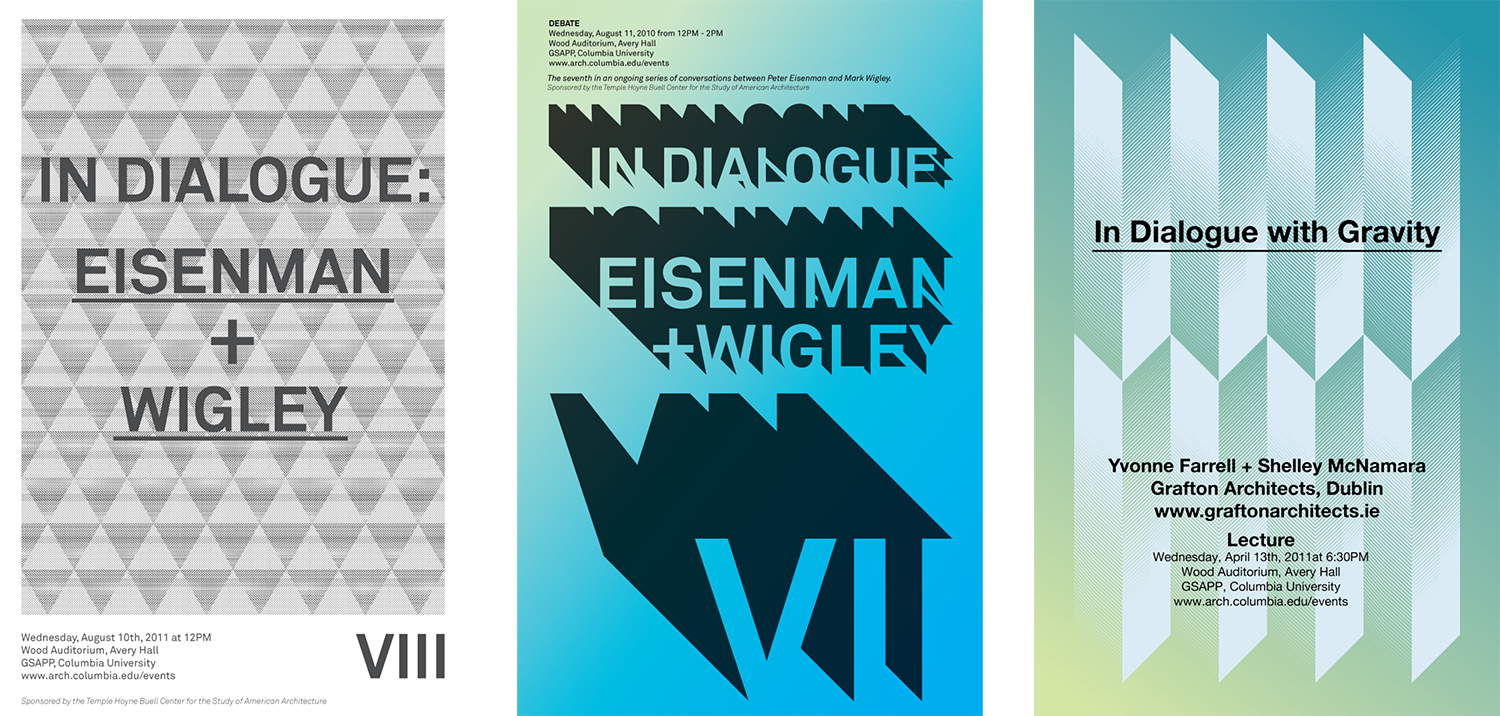 IN DIALOGUE:
EISENMAN
+
WIGLEY
Wednesday, August 10th, 2011 at 12PM
Wood Auditorium, Avery Hall
GSAPP, Columbia University
www.arch.columbia.edu/events
VIII
Sponsored by the Temple Hoyne Buell Center for the Study of American Architecture
DEBATE
Wednesday, August 11, 2010 from 12PM - 2PM
Wood Auditorium, Avery Hall
GSAPP, Columbia University
www.arch.columbia.edu/events
The seventh in an ongoing series of conversations between Peter Eisenman and Mark Wigley.
Sponsored by the Temple Hoyne Buell Center for the Study of American Architecture
IN DIALOGUE:
EISENMAN
+WIGLEY
VII
In Dialogue with Gravity
Yvonne Farrell + Shelley McNamara
Grafton Architects, Dublin
www.graftonarchitects.ie
Lecture
Wednesday, April 13th, 2011at 6:30PM
Wood Auditorium, Avery Hall
GSAPP, Columbia University
www.arch.columbia.edu/events